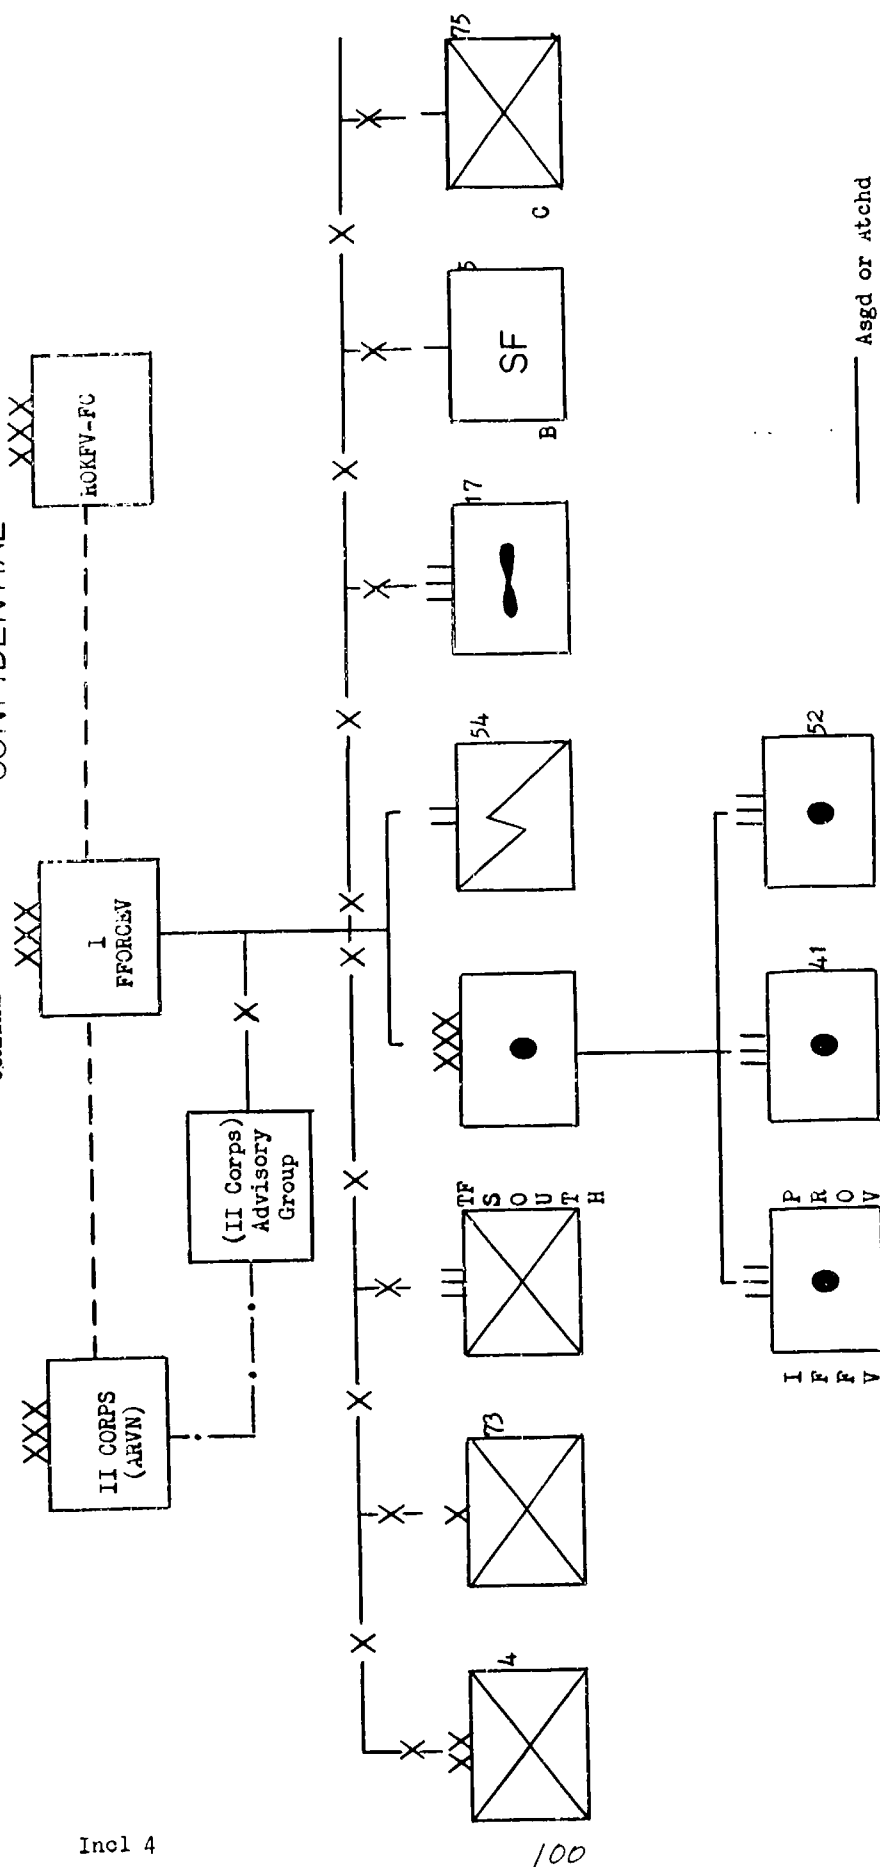 CONFIDENTIAL
XXX
XXX
XXX
II CORPS
(ARVN)
I
FFORCEV
ROKFV-FC
(II Corps)
Advisory
Group
4
73
TF
SOUTH
54
17
5
SF
B
75
C
I
FFV
PROV
41
52
Asgd or Atchd
Incl 4
100